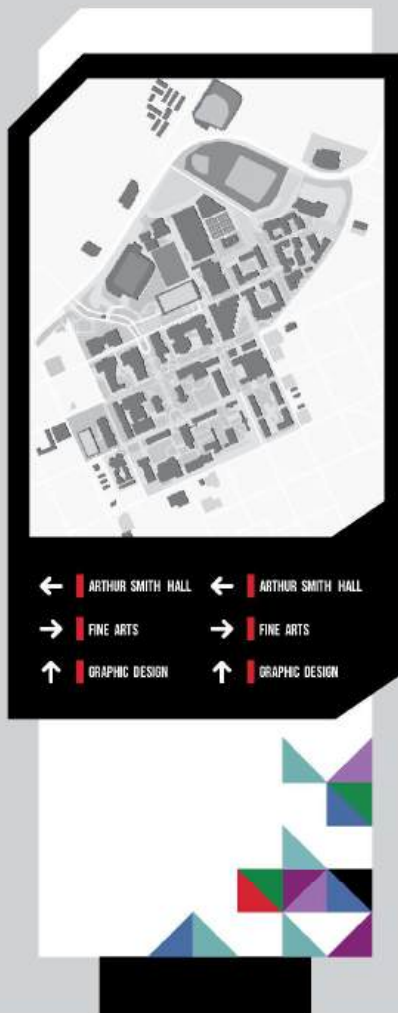 ← ARTHUR SMITH HALL ← ARTHUR SMITH HALL
→ FINE ARTS → FINE ARTS
↑ GRAPHIC DESIGN ↑ GRAPHIC DESIGN